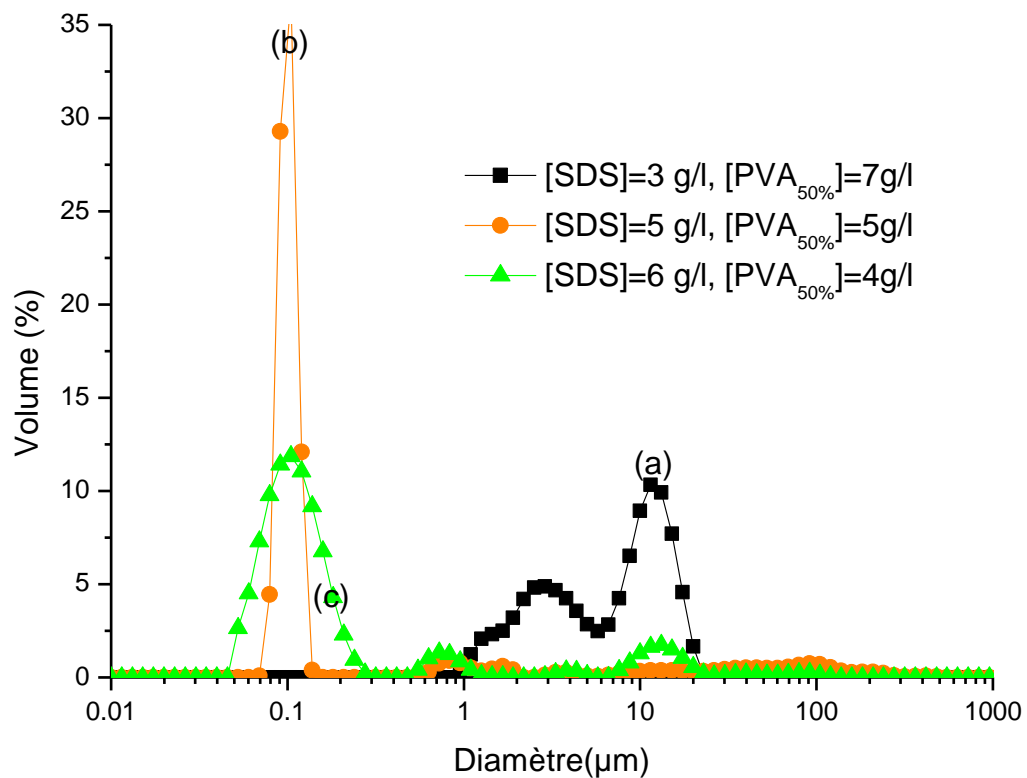 35
30
25
20
15
10
5
0
Volume (%)
(b)
[SDS]=3 g/l, [PVA50%]=7g/l
[SDS]=5 g/l, [PVA50%]=5g/l
[SDS]=6 g/l, [PVA50%]=4g/l
(a)
(c)
0.01 0.1 1 10 100 1000
Diamètre(µm)